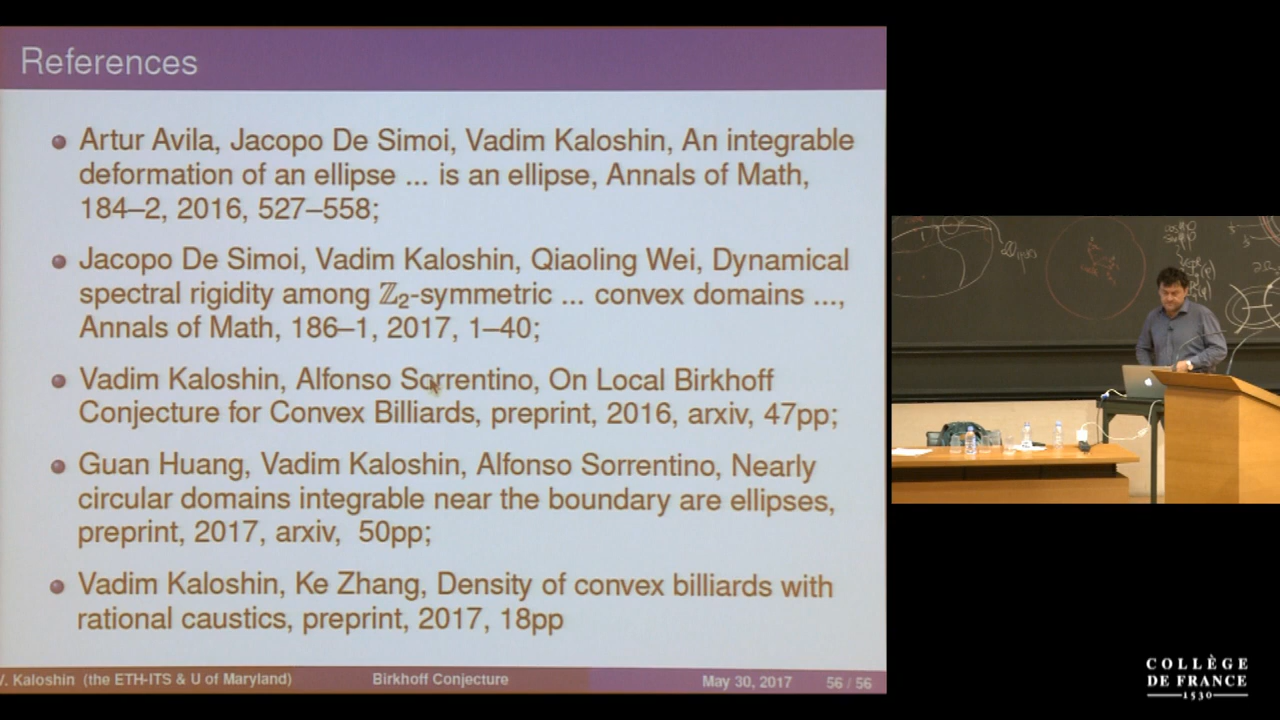 References
Artur Avila, Jacopo De Simoi, Vadim Kaloshin, An integrable
deformation of an ellipse ... is an ellipse, Annals of Math,
184–2, 2016, 527–558;
Jacopo De Simoi, Vadim Kaloshin, Qiaoling Wei, Dynamical
spectral rigidity among ℤ₂-symmetric ... convex domains ...,
Annals of Math, 186–1, 2017, 1–40;
Vadim Kaloshin, Alfonso Sorrentino, On Local Birkhoff
Conjecture for Convex Billiards, preprint, 2016, arxiv, 47pp;
Guan Huang, Vadim Kaloshin, Alfonso Sorrentino, Nearly
circular domains integrable near the boundary are ellipses,
preprint, 2017, arxiv, 50pp;
Vadim Kaloshin, Ke Zhang, Density of convex billiards with
rational caustics, preprint, 2017, 18pp
V. Kaloshin (the ETH-ITS & U of Maryland) Birkhoff Conjecture May 30, 2017 56 / 56
COLLÈGE
DE FRANCE
1530